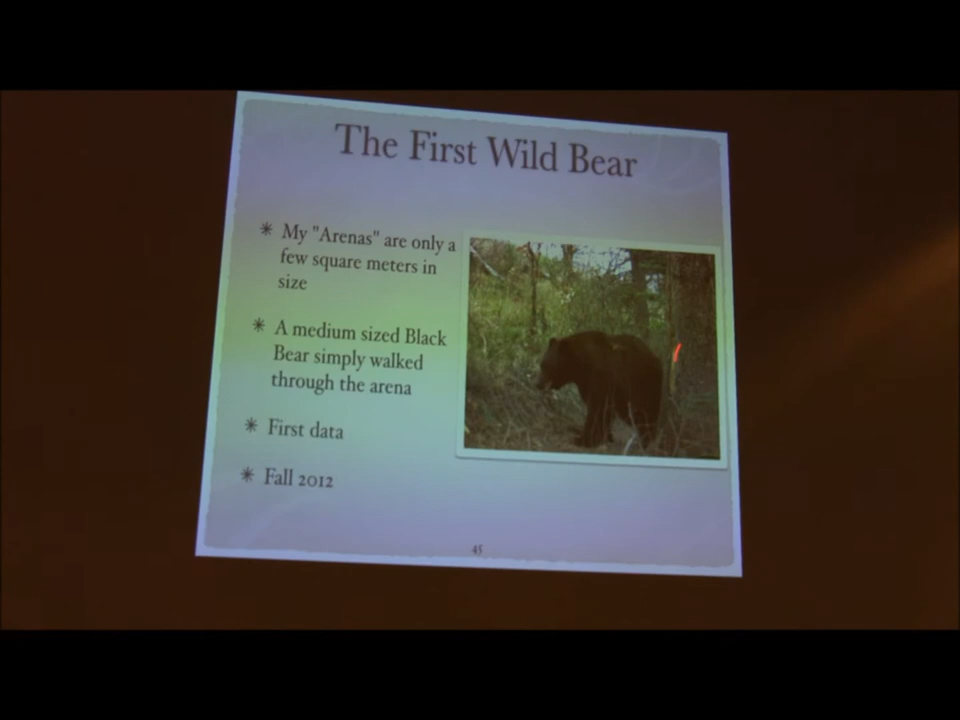 The First Wild Bear
✳ My "Arenas" are only a
few square meters in
size
✳ A medium sized Black
Bear simply walked
through the arena
✳ First data
✳ Fall 2012
45